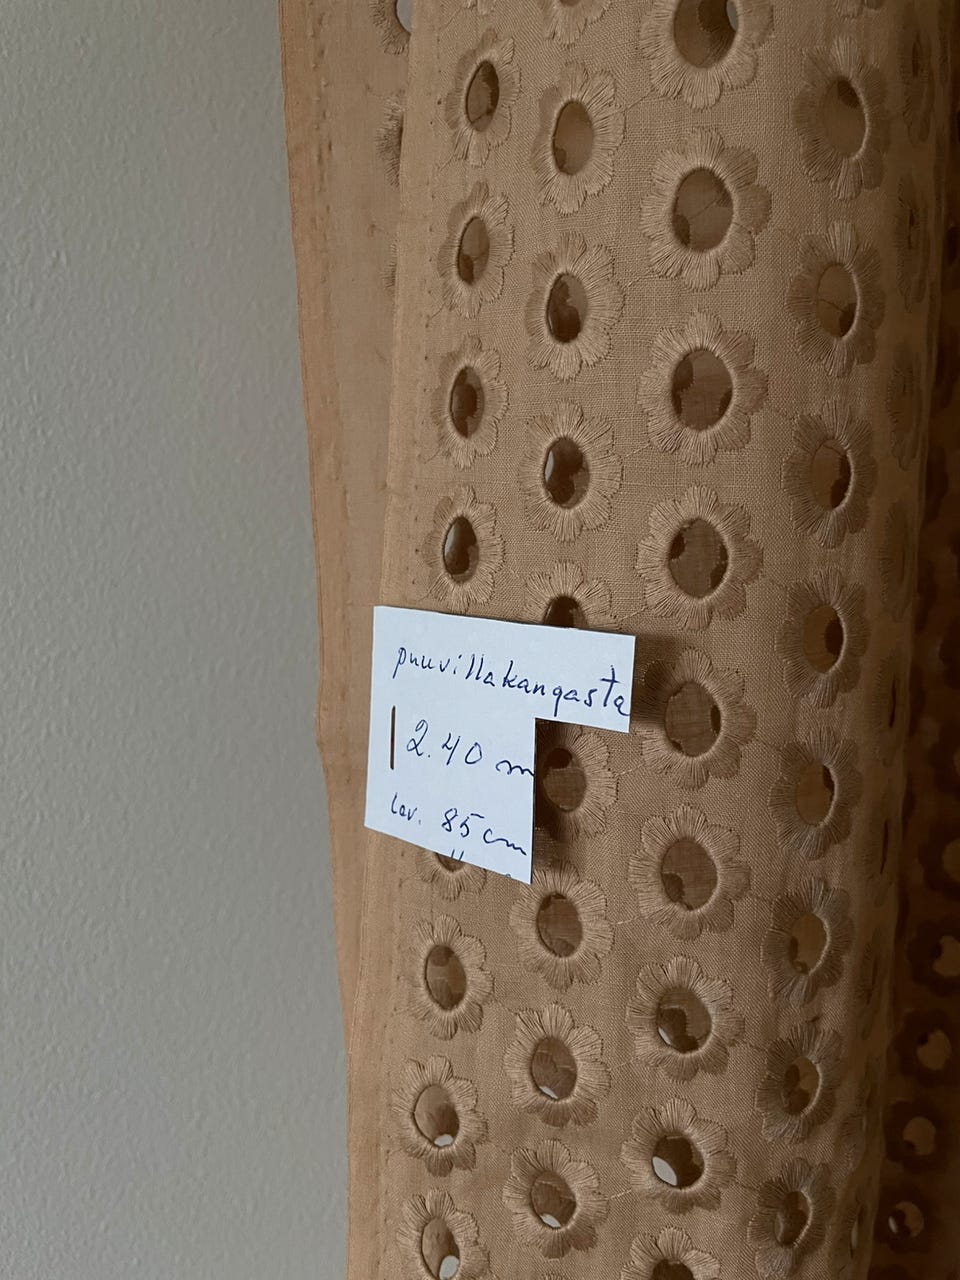 puuvillakangasta
2.40 m
lev. 85 cm